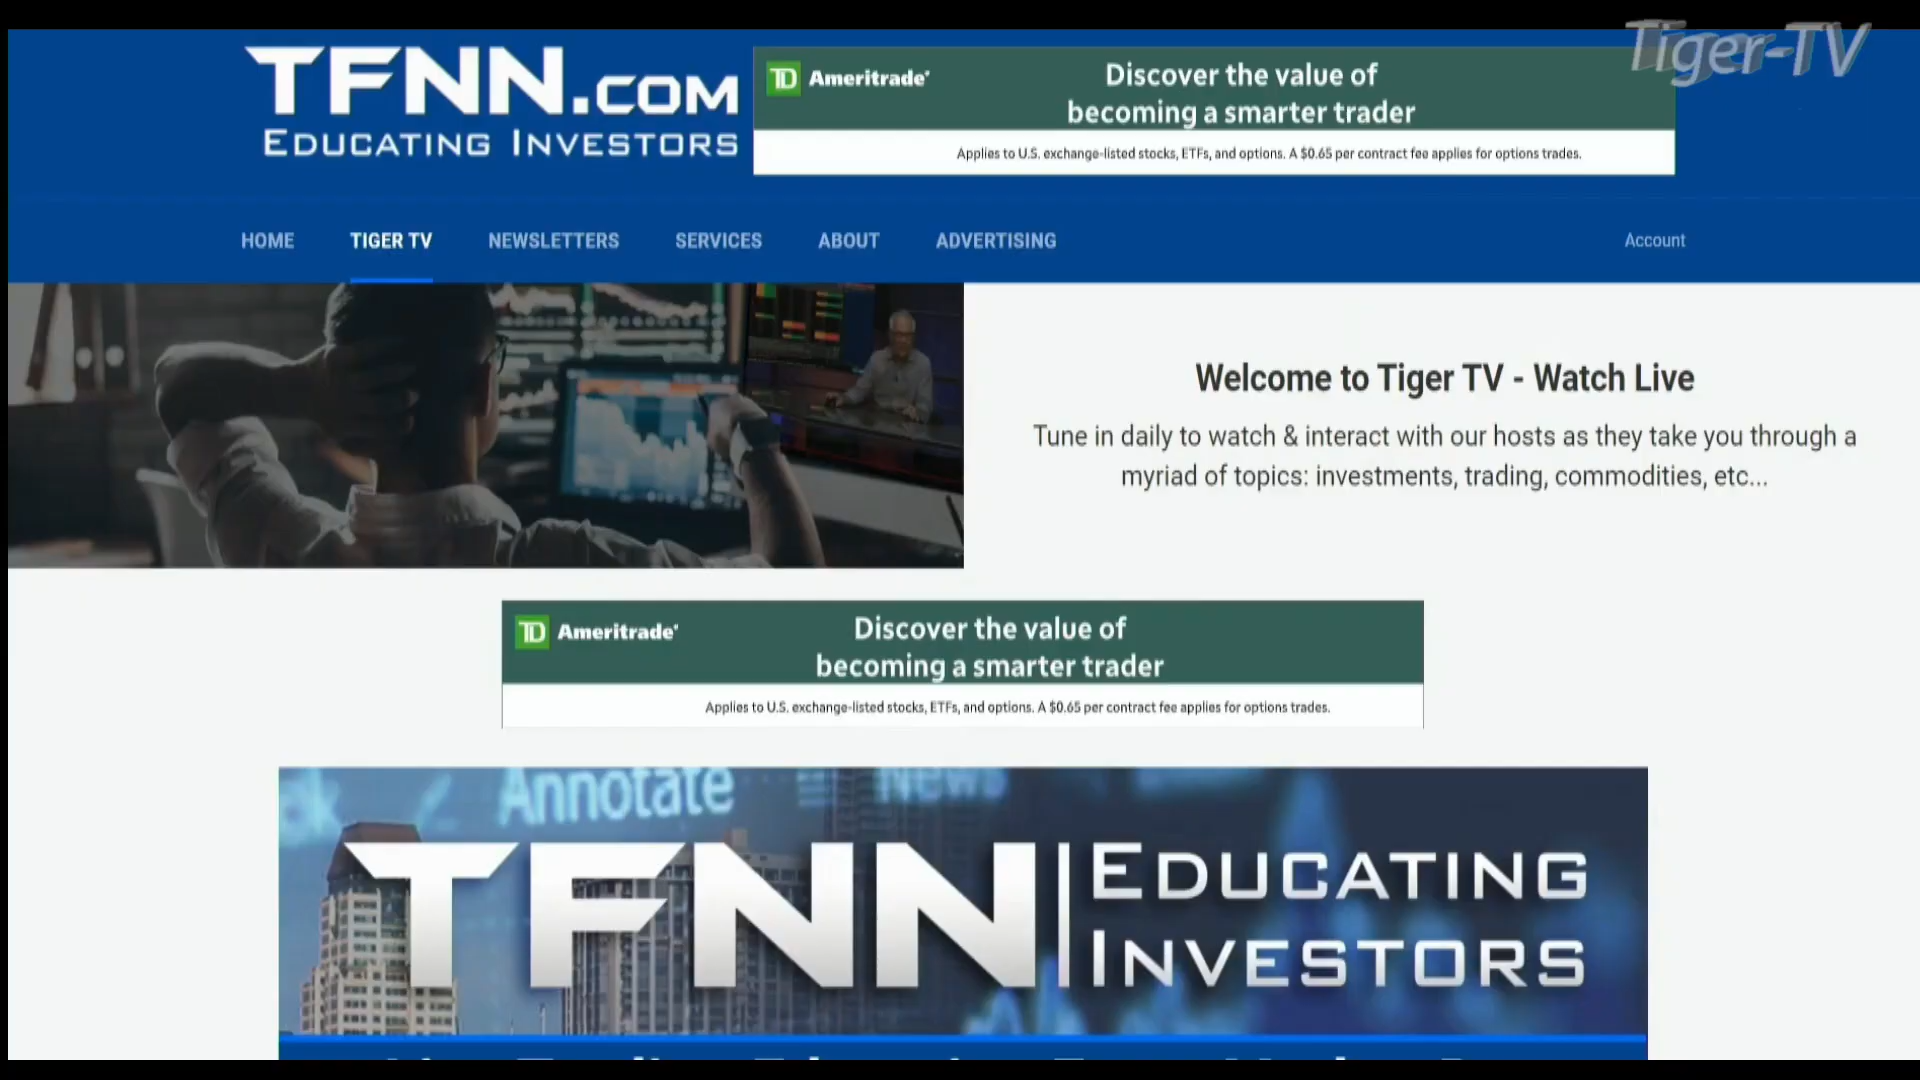 Tiger-TV
TFNN.COM
EDUCATING INVESTORS
TD Ameritrade
Discover the value of
becoming a smarter trader
Applies to U.S. exchange-listed stocks, ETFs, and options. A $0.65 per contract fee applies for options trades.
HOME TIGER TV NEWSLETTERS SERVICES ABOUT ADVERTISING Account
Welcome to Tiger TV - Watch Live
Tune in daily to watch & interact with our hosts as they take you through a
myriad of topics: investments, trading, commodities, etc...
TD Ameritrade
Discover the value of
becoming a smarter trader
Applies to U.S. exchange-listed stocks, ETFs, and options. A $0.65 per contract fee applies for options trades.
Annotate News
TFNN EDUCATING
INVESTORS